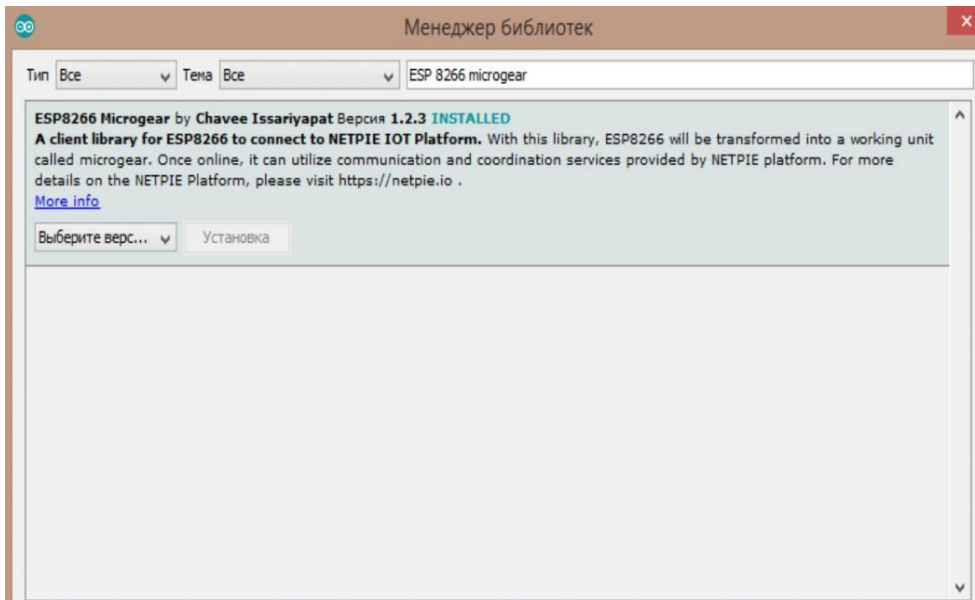 Менеджер библиотек
Тип Все Тема Все ESP 8266 microgear
ESP8266 Microgear by Chavee Issariyapat Версия 1.2.3 INSTALLED
A client library for ESP8266 to connect to NETPIE IOT Platform. With this library, ESP8266 will be transformed into a working unit
called microgear. Once online, it can utilize communication and coordination services provided by NETPIE platform. For more
details on the NETPIE Platform, please visit https://netpie.io .
More info
Выберите верс... Установка